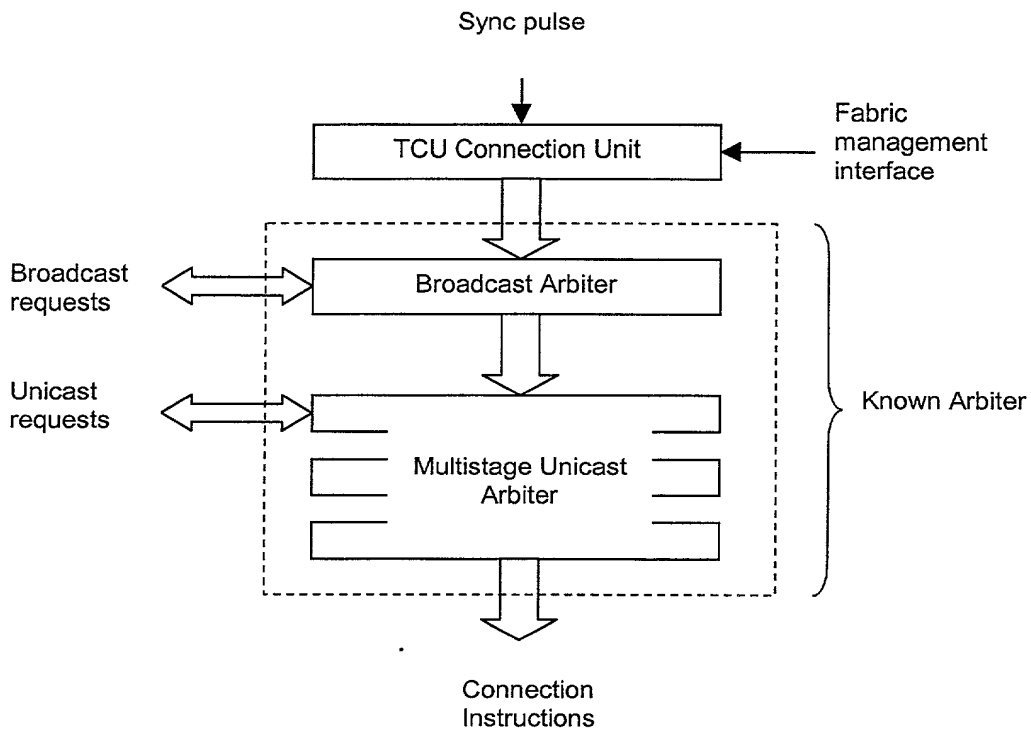 Sync pulse
TCU Connection Unit
Fabric
management
interface
Broadcast
requests
Broadcast Arbiter
Unicast
requests
Known Arbiter
Multistage Unicast
Arbiter
Connection
Instructions